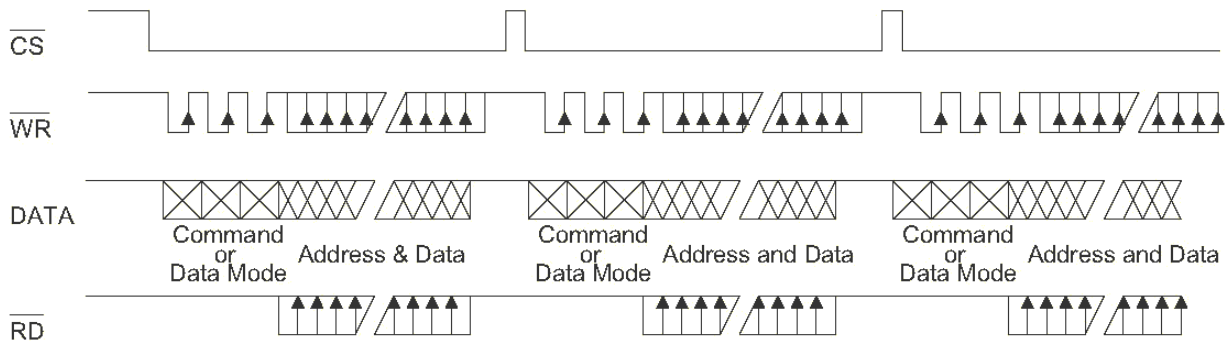 CS
WR
DATA
Command or Data Mode
Address & Data
Command or Data Mode
Address and Data
Command or Data Mode
Address and Data
RD